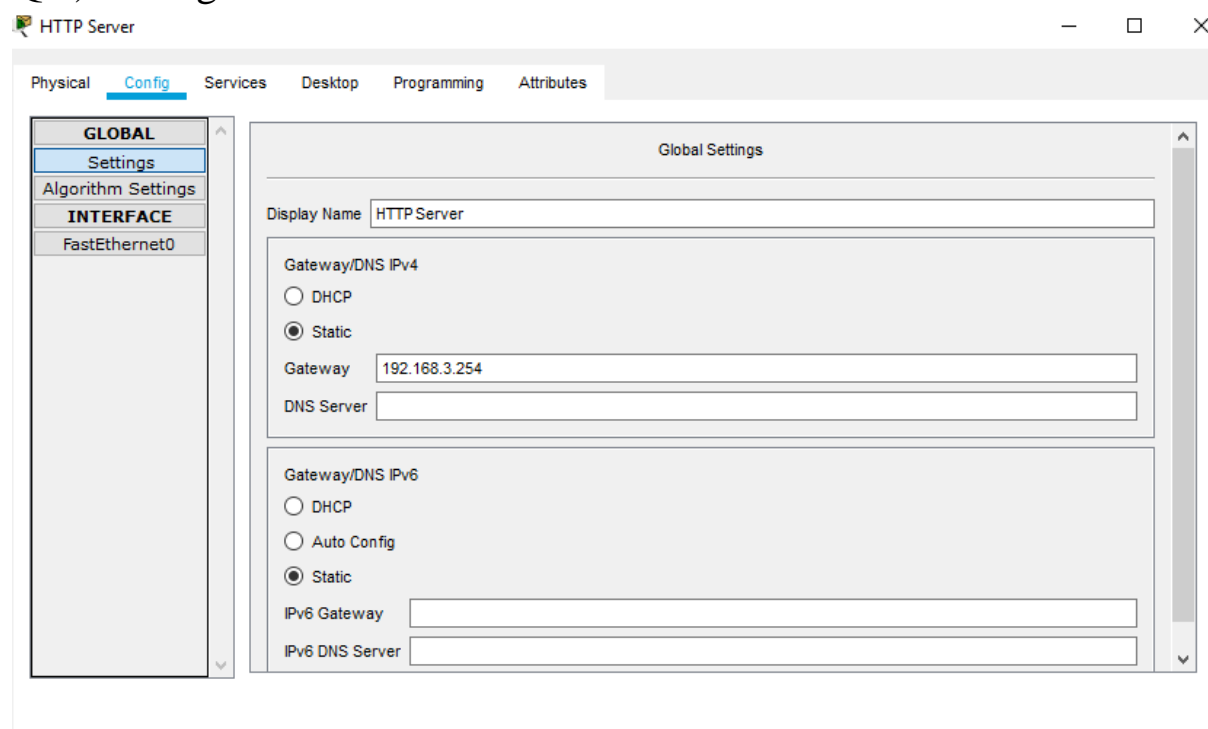 HTTP Server
Physical Config Services Desktop Programming Attributes
GLOBAL
Settings
Algorithm Settings
INTERFACE
FastEthernet0
Global Settings
Display Name HTTP Server
Gateway/DNS IPv4
DHCP
Static
Gateway 192.168.3.254
DNS Server
Gateway/DNS IPv6
DHCP
Auto Config
Static
IPv6 Gateway
IPv6 DNS Server